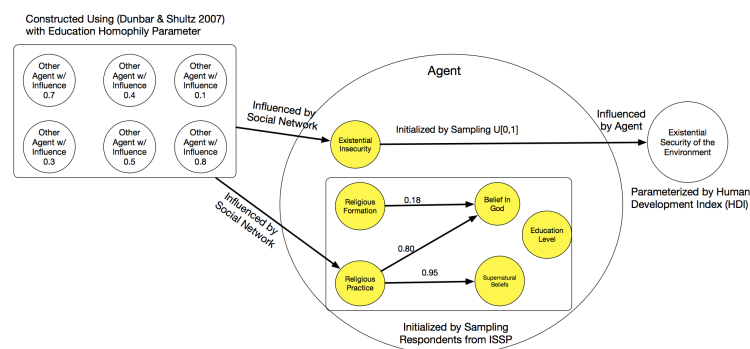 Constructed Using (Dunbar & Shultz 2007)
with Education Homophily Parameter
Other
Agent w/
Influence
0.7
Other
Agent w/
Influence
0.4
Other
Agent w/
Influence
0.1
Other
Agent w/
Influence
0.3
Other
Agent w/
Influence
0.5
Other
Agent w/
Influence
0.8
Influenced by
Social Network
Influenced by
Social Network
Agent
Existential
Insecurity
Initialized by Sampling U[0,1]
Influenced
by Agent
Existential
Security of the
Environment
Parameterized by Human
Development Index (HDI)
Religious
Formation
0.18
Belief In
God
Education
Level
0.80
Religious
Practice
0.95
Supernatural
Beliefs
Initialized by Sampling
Respondents from ISSP